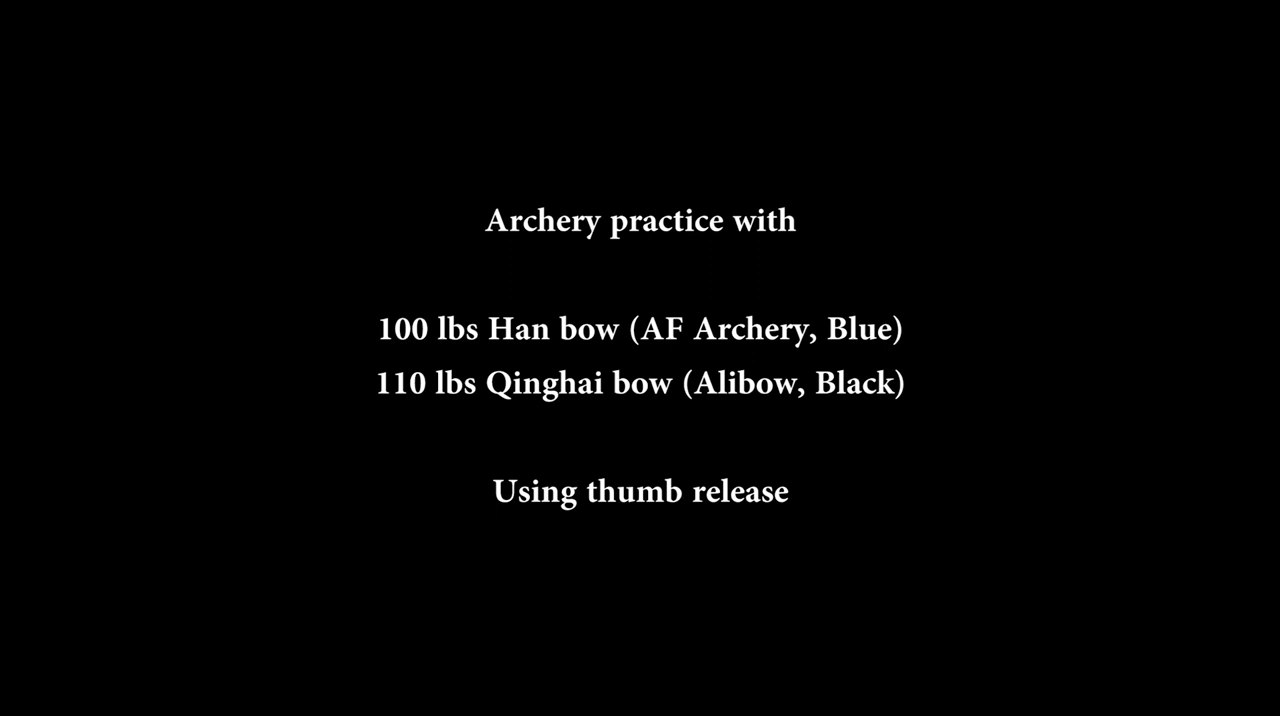 Archery practice with
100 lbs Han bow (AF Archery, Blue)
110 lbs Qinghai bow (Alibow, Black)
Using thumb release